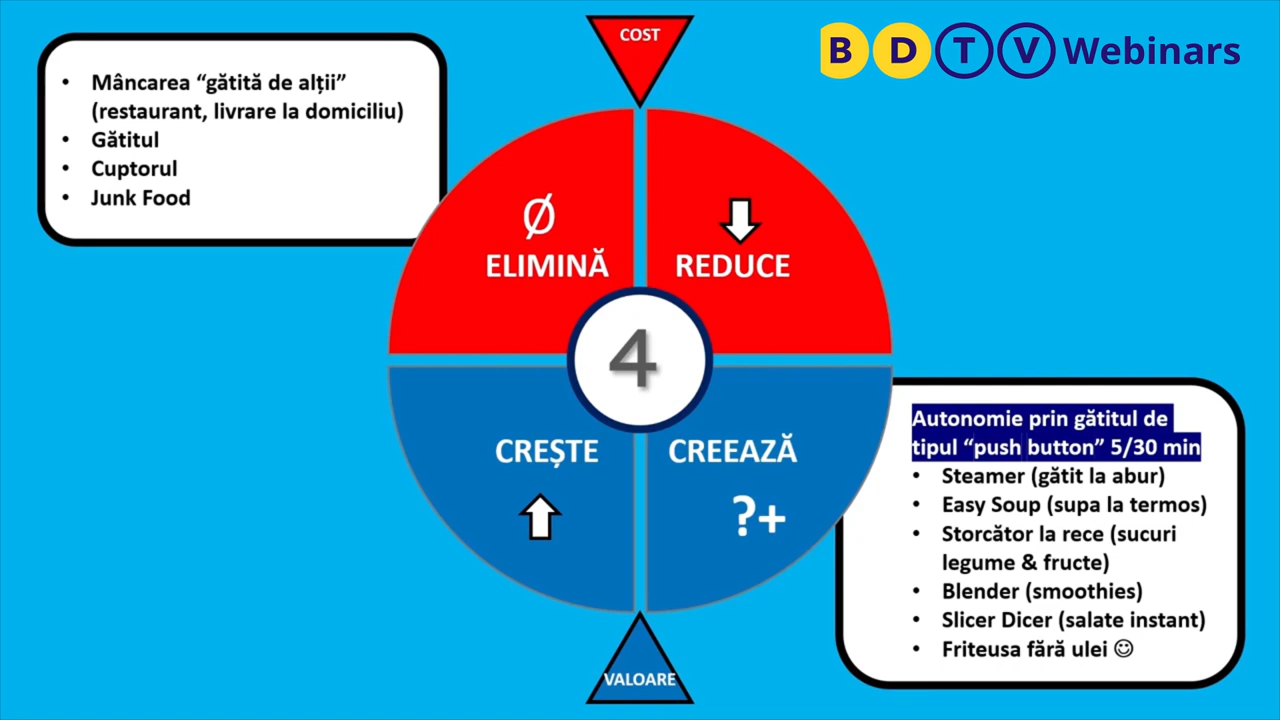 COST
B D T V Webinars
• Mâncarea “gătită de alții”
(restaurant, livrare la domiciliu)
• Gătitul
• Cuptorul
• Junk Food
Ø
ELIMINĂ
REDUCE
4
CREȘTE
CREEAZĂ
?+
Autonomie prin gătitul de
tipul “push button” 5/30 min
• Steamer (gătit la abur)
• Easy Soup (supa la termos)
• Storcător la rece (sucuri
legume & fructe)
• Blender (smoothies)
• Slicer Dicer (salate instant)
• Friteusa fără ulei ☺
VALOARE